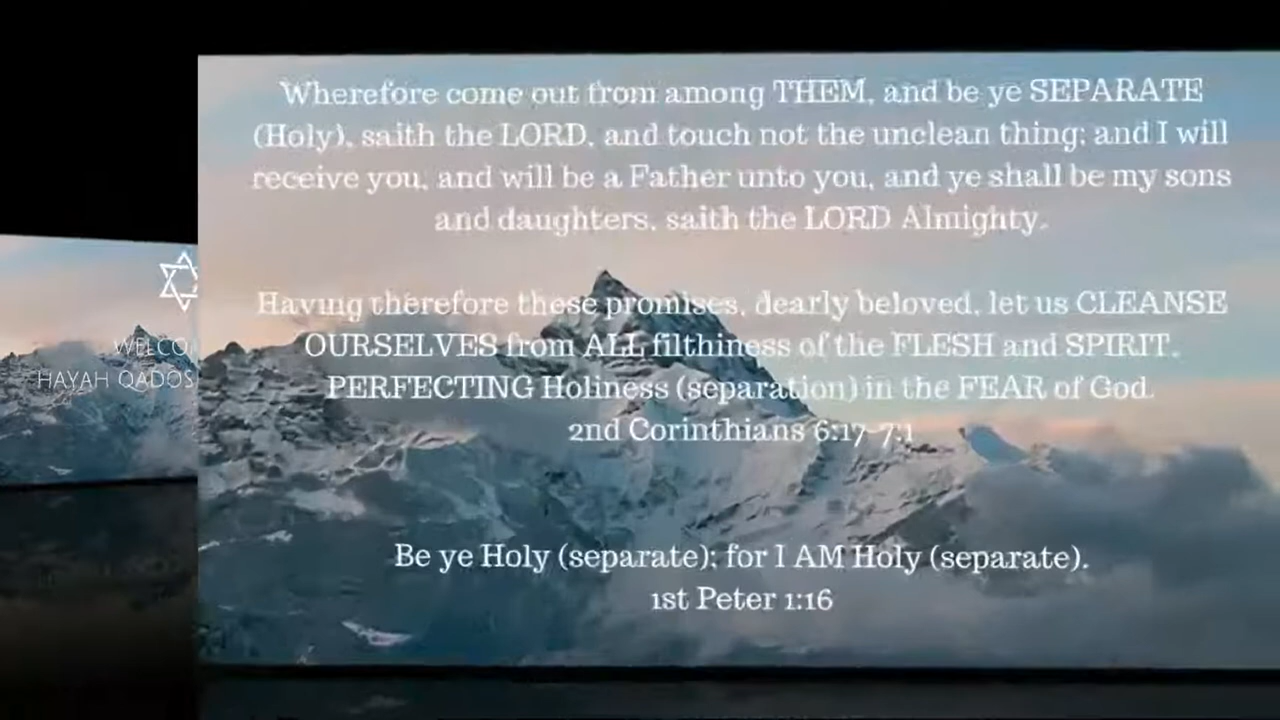 Wherefore come out from among THEM, and be ye SEPARATE
(Holy), saith the LORD, and touch not the unclean thing; and I will
receive you, and will be a Father unto you, and ye shall be my sons
and daughters, saith the LORD Almighty.
Having therefore these promises, dearly beloved, let us CLEANSE
OURSELVES from ALL filthiness of the FLESH and SPIRIT,
PERFECTING Holiness (separation) in the FEAR of God.
2nd Corinthians 6:17-7:1
Be ye Holy (separate); for I AM Holy (separate).
1st Peter 1:16
WELCO
HAYAH QADOS